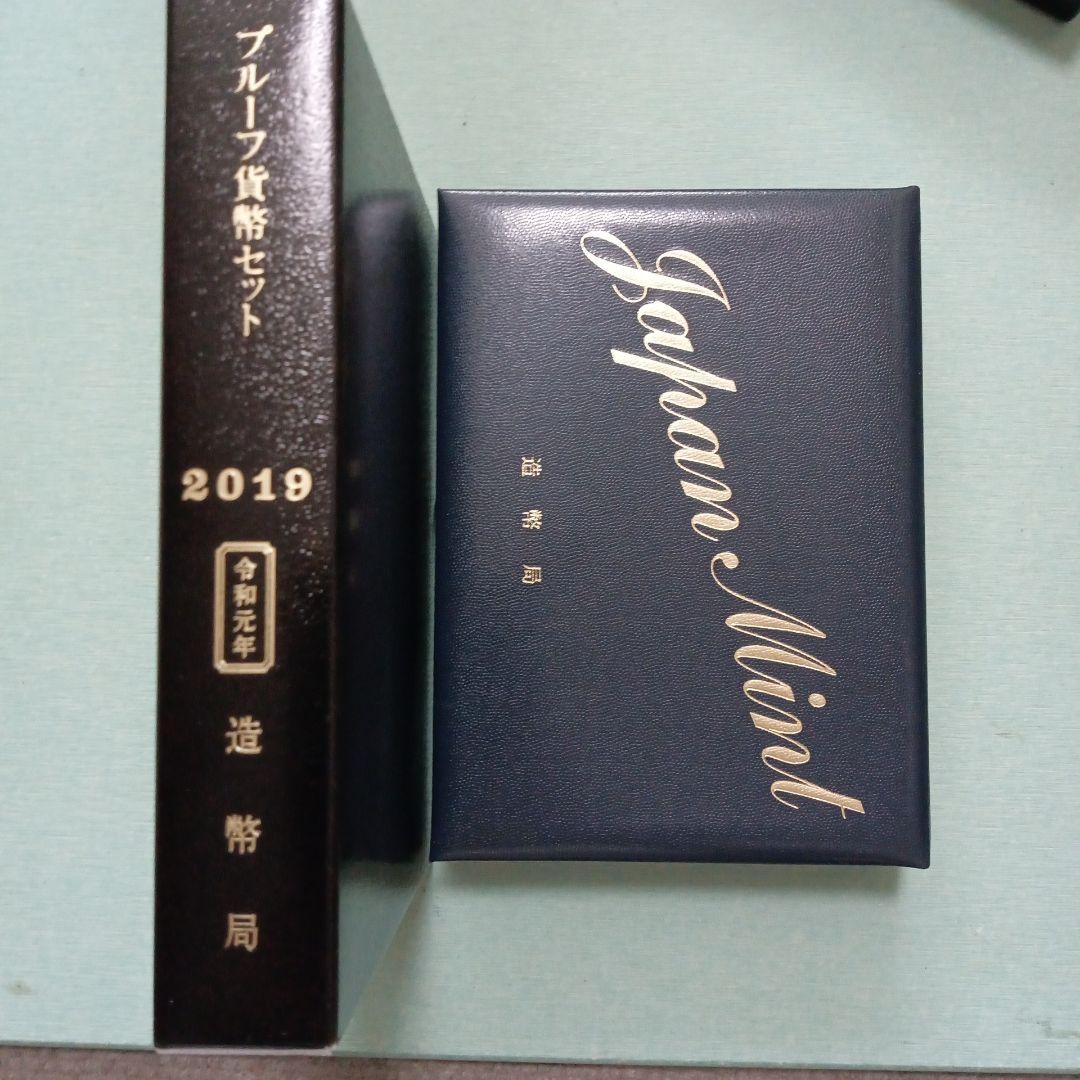 プルーフ貨幣セット
2019
令和元年
造幣局
Japan Mint
造幣局